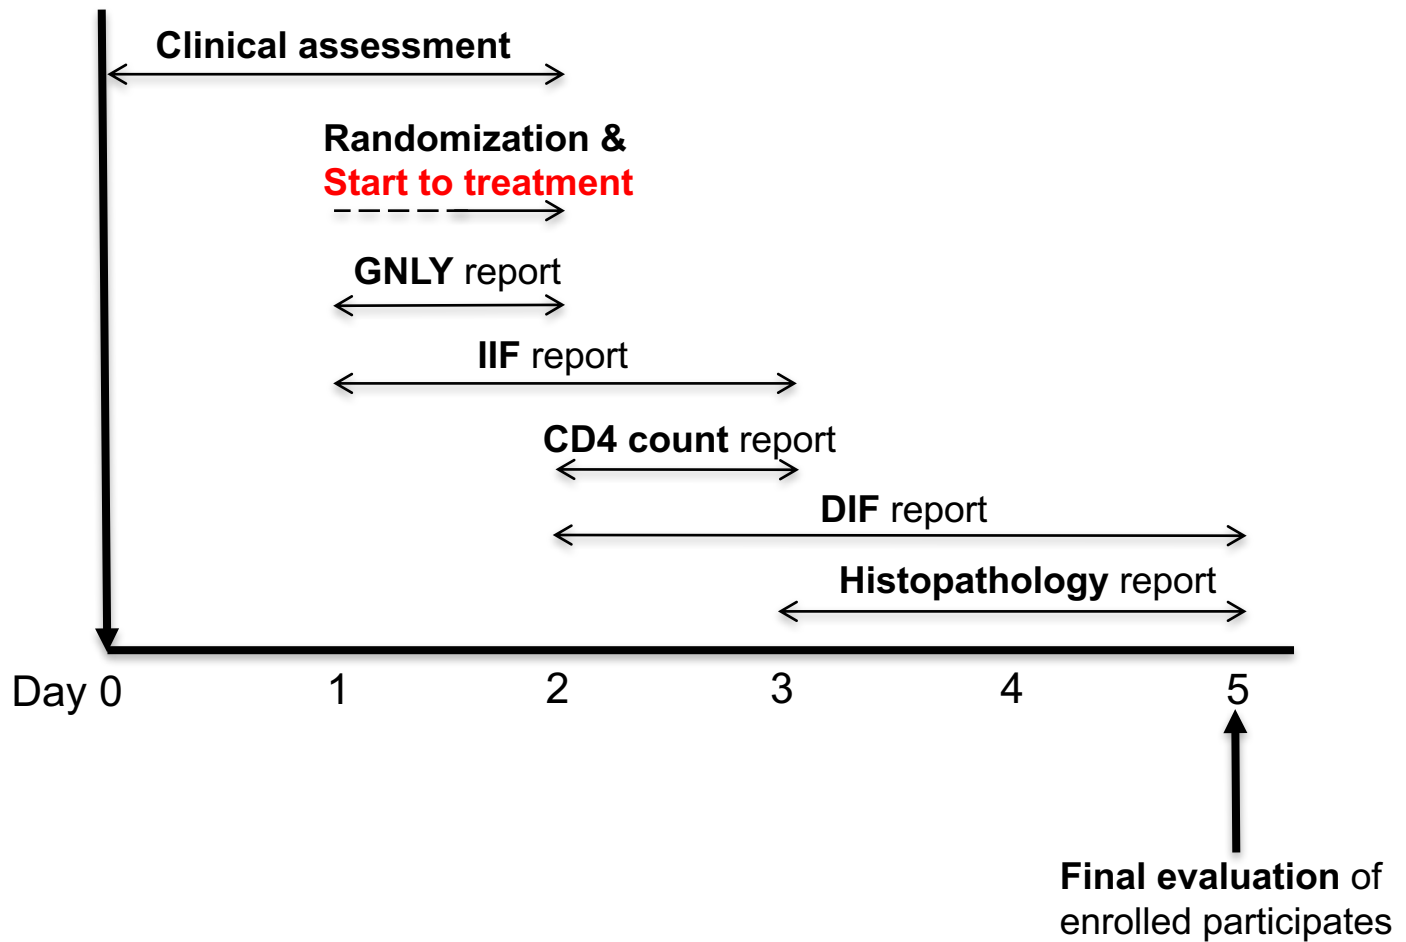 Clinical assessment
Randomization &
Start to treatment
GNLY report
IIF report
CD4 count report
DIF report
Histopathology report
Day 0 1 2 3 4 5
Final evaluation of
enrolled participates